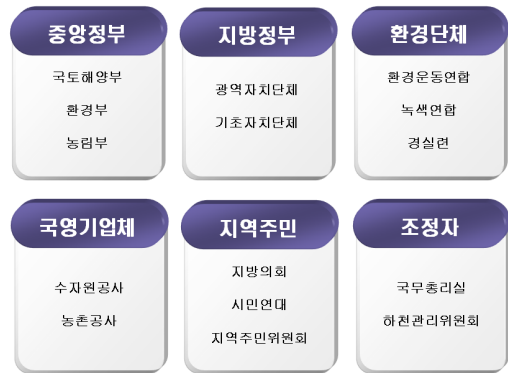 중앙정부
국토해양부
환경부
농림부
지방정부
광역자치단체
기초자치단체
환경단체
환경운동연합
녹색연합
경실련
국영기업체
수자원공사
농촌공사
지역주민
지방의회
시민연대
지역주민위원회
조정자
국무총리실
하천관리위원회